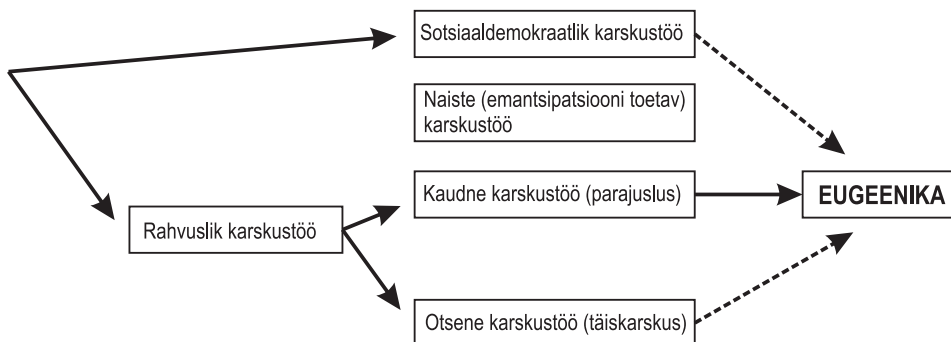 Sotsiaaldemokraatlik karskustöö
Naiste (emantsipatsiooni toetav)
karskustöö
Kaudne karskustöö (parajuslus)
EUGEENIKA
Rahvuslik karskustöö
Otsene karskustöö (täiskarskus)